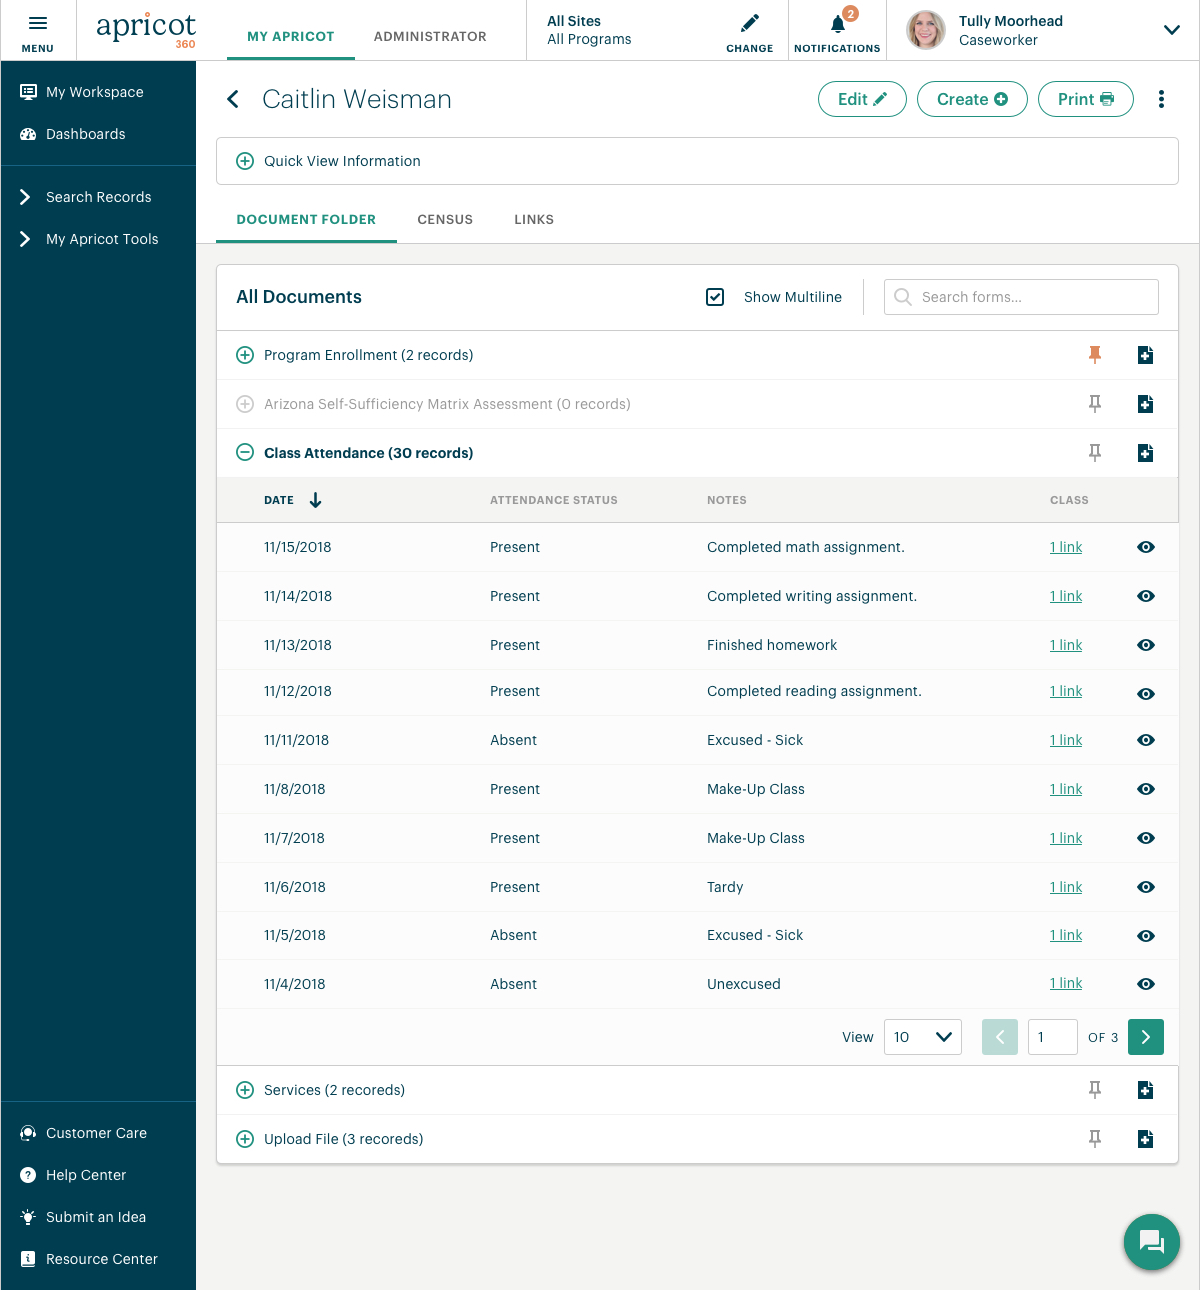 MENU
apricot
360
MY APRICOT
ADMINISTRATOR
All Sites
All Programs
CHANGE
2
NOTIFICATIONS
Tully Moorhead
Caseworker
My Workspace
Dashboards
Search Records
My Apricot Tools
Customer Care
Help Center
Submit an Idea
Resource Center
Caitlin Weisman
Edit
Create
Print
Quick View Information
DOCUMENT FOLDER
CENSUS
LINKS
All Documents
Show Multiline
Search forms...
Program Enrollment (2 records)
Arizona Self-Sufficiency Matrix Assessment (0 records)
Class Attendance (30 records)
DATE ATTENDANCE STATUS NOTES CLASS
11/15/2018 Present Completed math assignment. 1 link
11/14/2018 Present Completed writing assignment. 1 link
11/13/2018 Present Finished homework 1 link
11/12/2018 Present Completed reading assignment. 1 link
11/11/2018 Absent Excused - Sick 1 link
11/8/2018 Present Make-Up Class 1 link
11/7/2018 Present Make-Up Class 1 link
11/6/2018 Present Tardy 1 link
11/5/2018 Absent Excused - Sick 1 link
11/4/2018 Absent Unexcused 1 link
View 10 1 OF 3
Services (2 recoreds)
Upload File (3 recoreds)